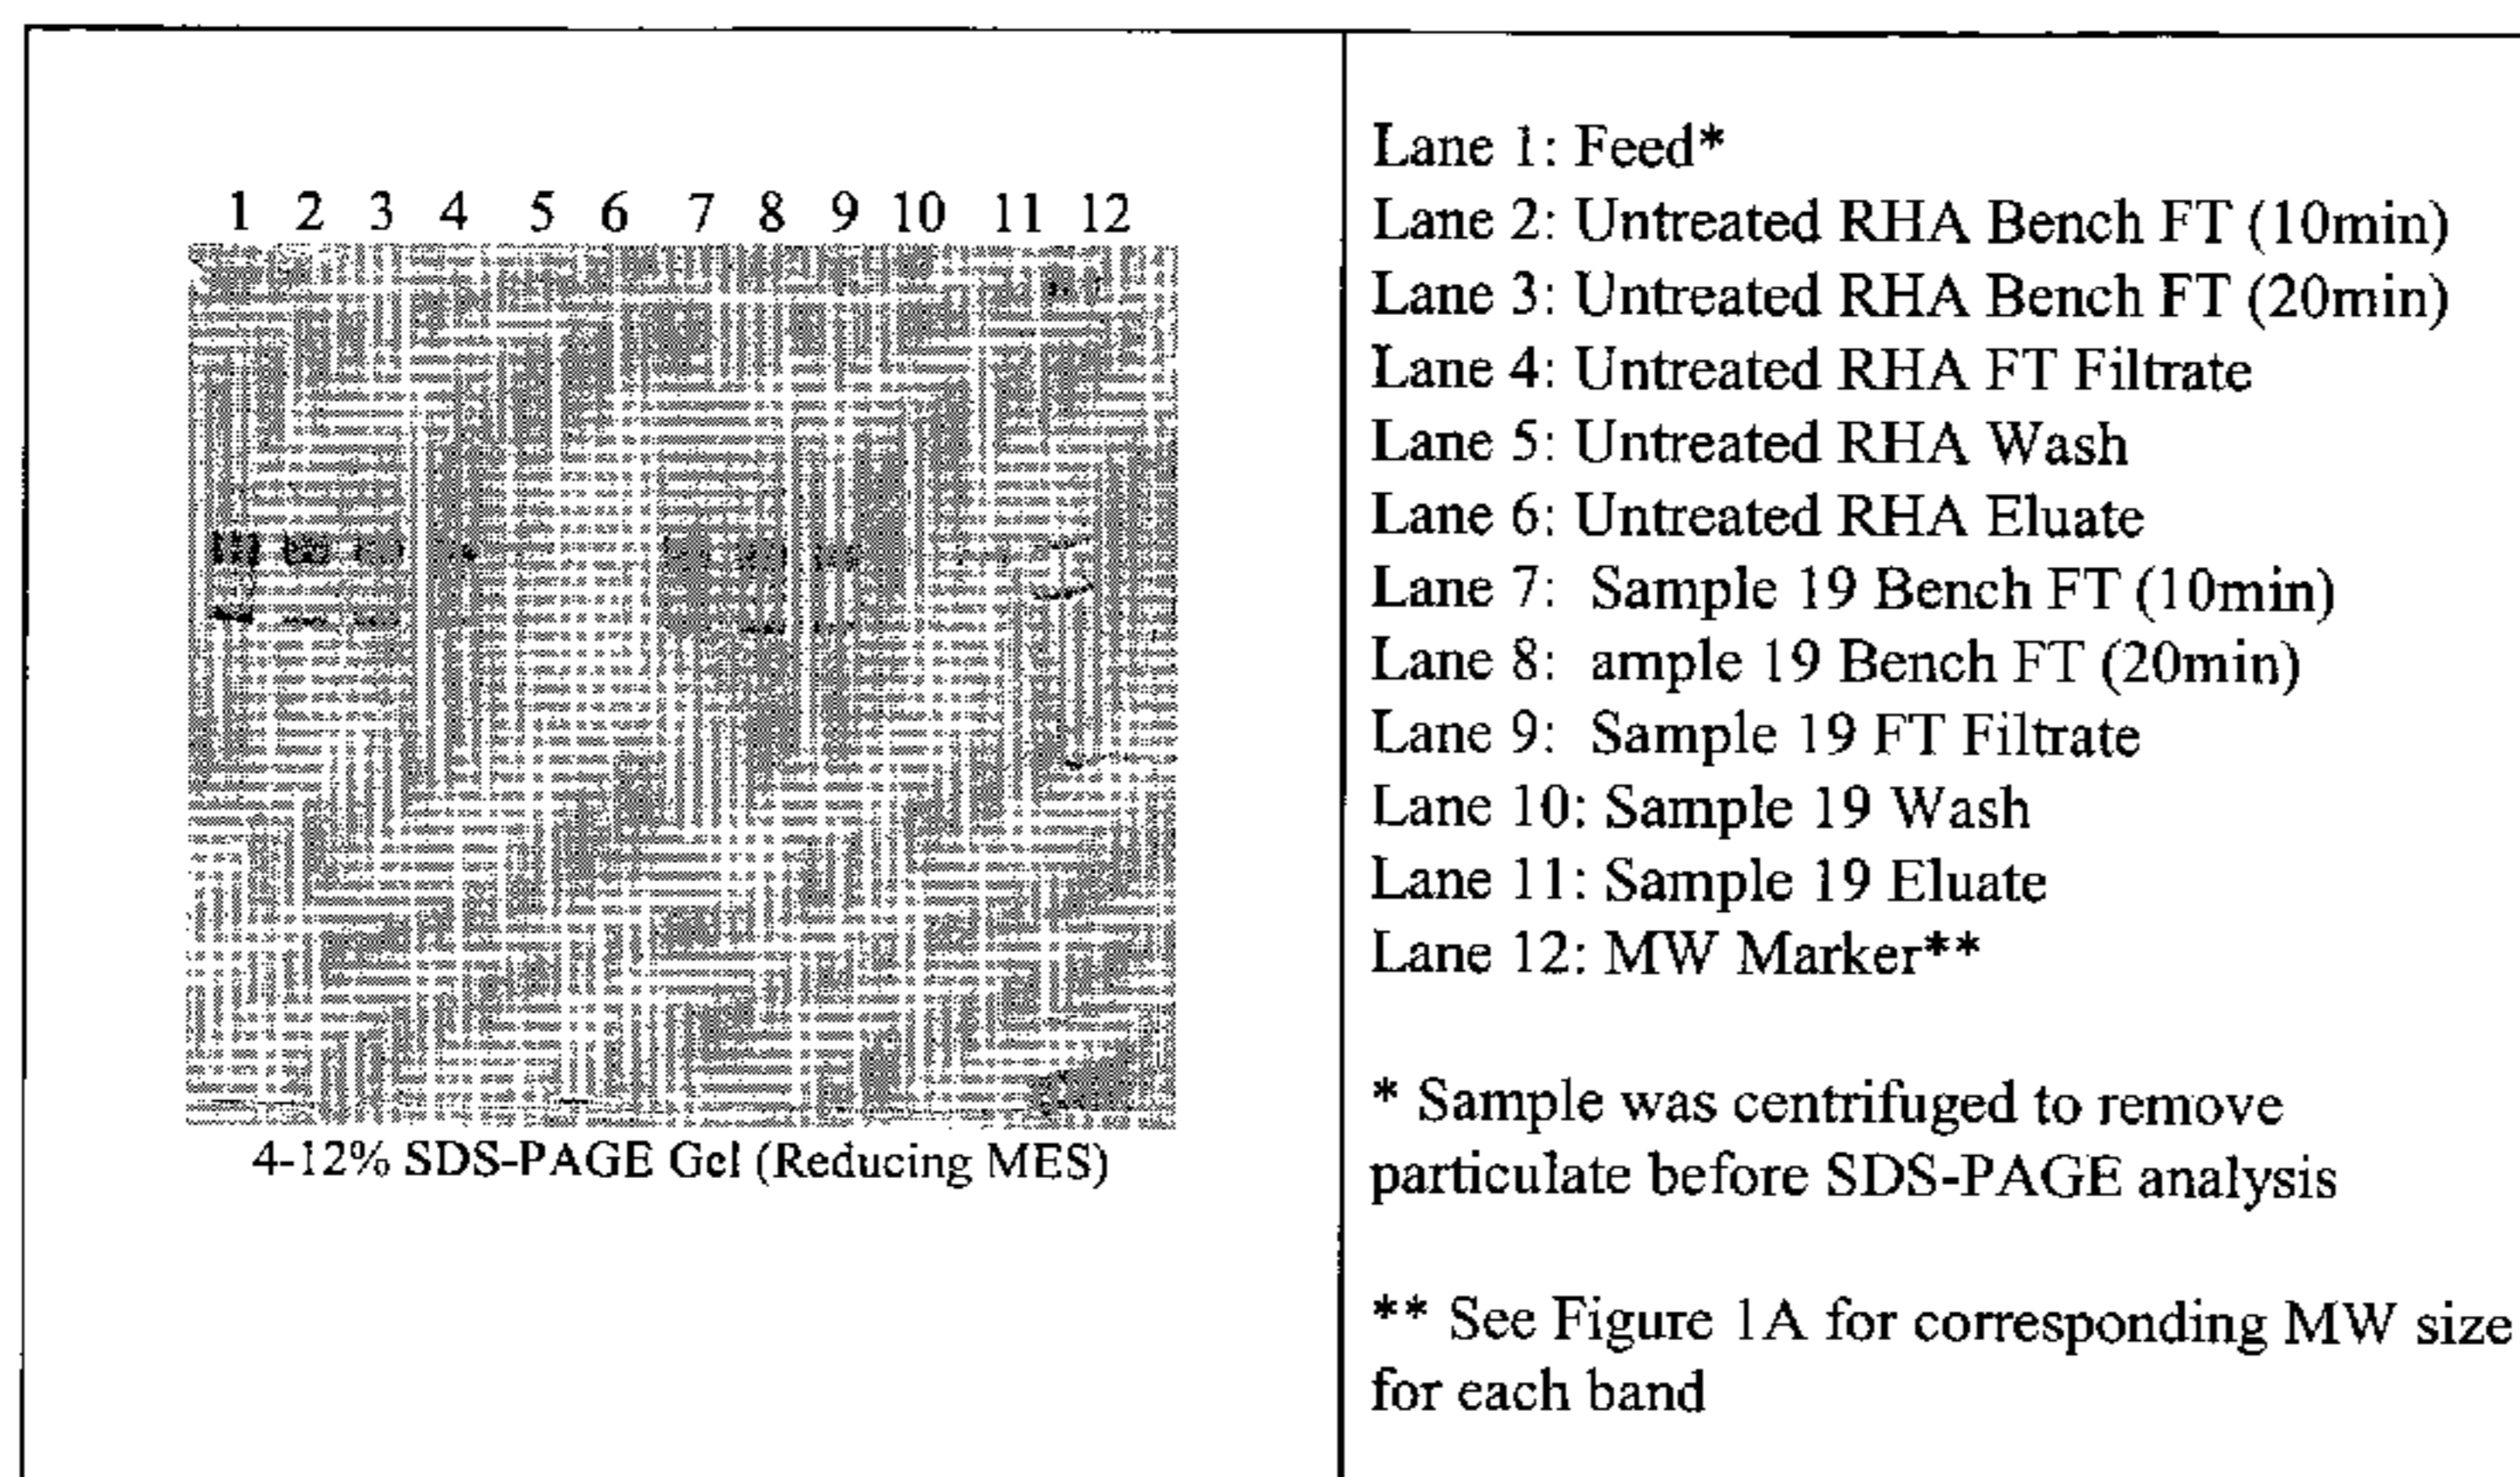 1 2 3 4 5 6 7 8 9 10 11 12
4-12% SDS-PAGE Gel (Reducing MES)
Lane 1: Feed*
Lane 2: Untreated RHA Bench FT (10min)
Lane 3: Untreated RHA Bench FT (20min)
Lane 4: Untreated RHA FT Filtrate
Lane 5: Untreated RHA Wash
Lane 6: Untreated RHA Eluate
Lane 7: Sample 19 Bench FT (10min)
Lane 8: ample 19 Bench FT (20min)
Lane 9: Sample 19 FT Filtrate
Lane 10: Sample 19 Wash
Lane 11: Sample 19 Eluate
Lane 12: MW Marker**
* Sample was centrifuged to remove
particulate before SDS-PAGE analysis
** See Figure 1A for corresponding MW size
for each band